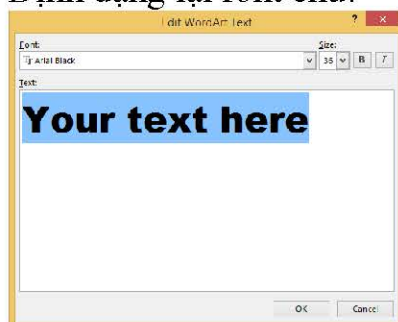 Định dạng lại font chữ:
Edit WordArt Text ?
Font: Size:
Arial Black 36 B I
Text:
Your text here
OK Cancel